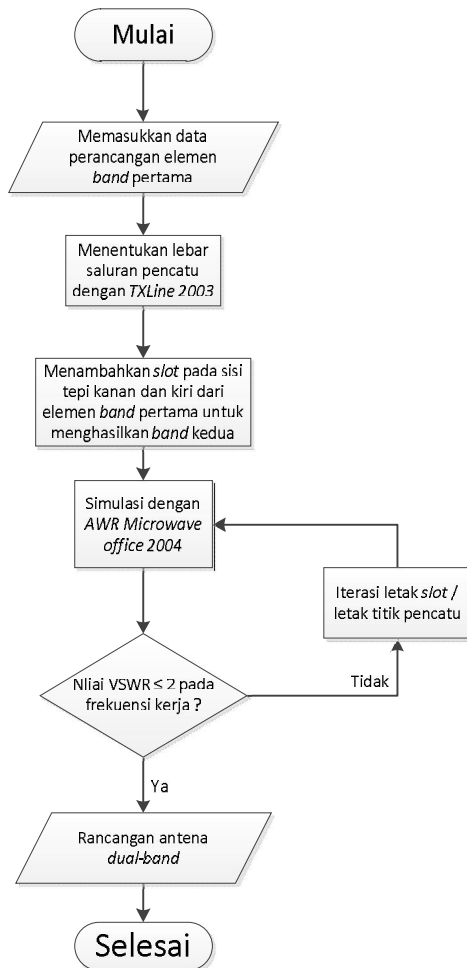 Mulai
Memasukkan data
perancangan elemen
band pertama
Menentukan lebar
saluran pencatu
dengan TXLine 2003
Menambahkan slot pada sisi
tepi kanan dan kiri dari
elemen band pertama untuk
menghasilkan band kedua
Simulasi dengan
AWR Microwave
office 2004
Iterasi letak slot /
letak titik pencatu
Nliai VSWR ≤ 2 pada
frekuensi kerja ?
Tidak
Ya
Rancangan antena
dual-band
Selesai